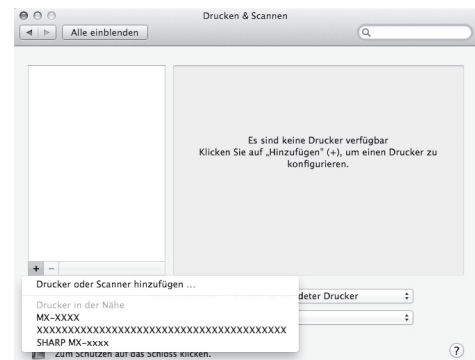 Drucken & Scannen
Alle einblenden
Es sind keine Drucker verfügbar
Klicken Sie auf „Hinzufügen" (+), um einen Drucker zu
konfigurieren.
+ −
Drucker oder Scanner hinzufügen ...
Drucker in der Nähe
MX-XXXX
XXXXXXXXXXXXXXXXXXXXXXXXXXXXXXXXXXXXXXXX
SHARP MX-xxxx
Drucker
Zum Schützen auf das Schloss klicken.
?